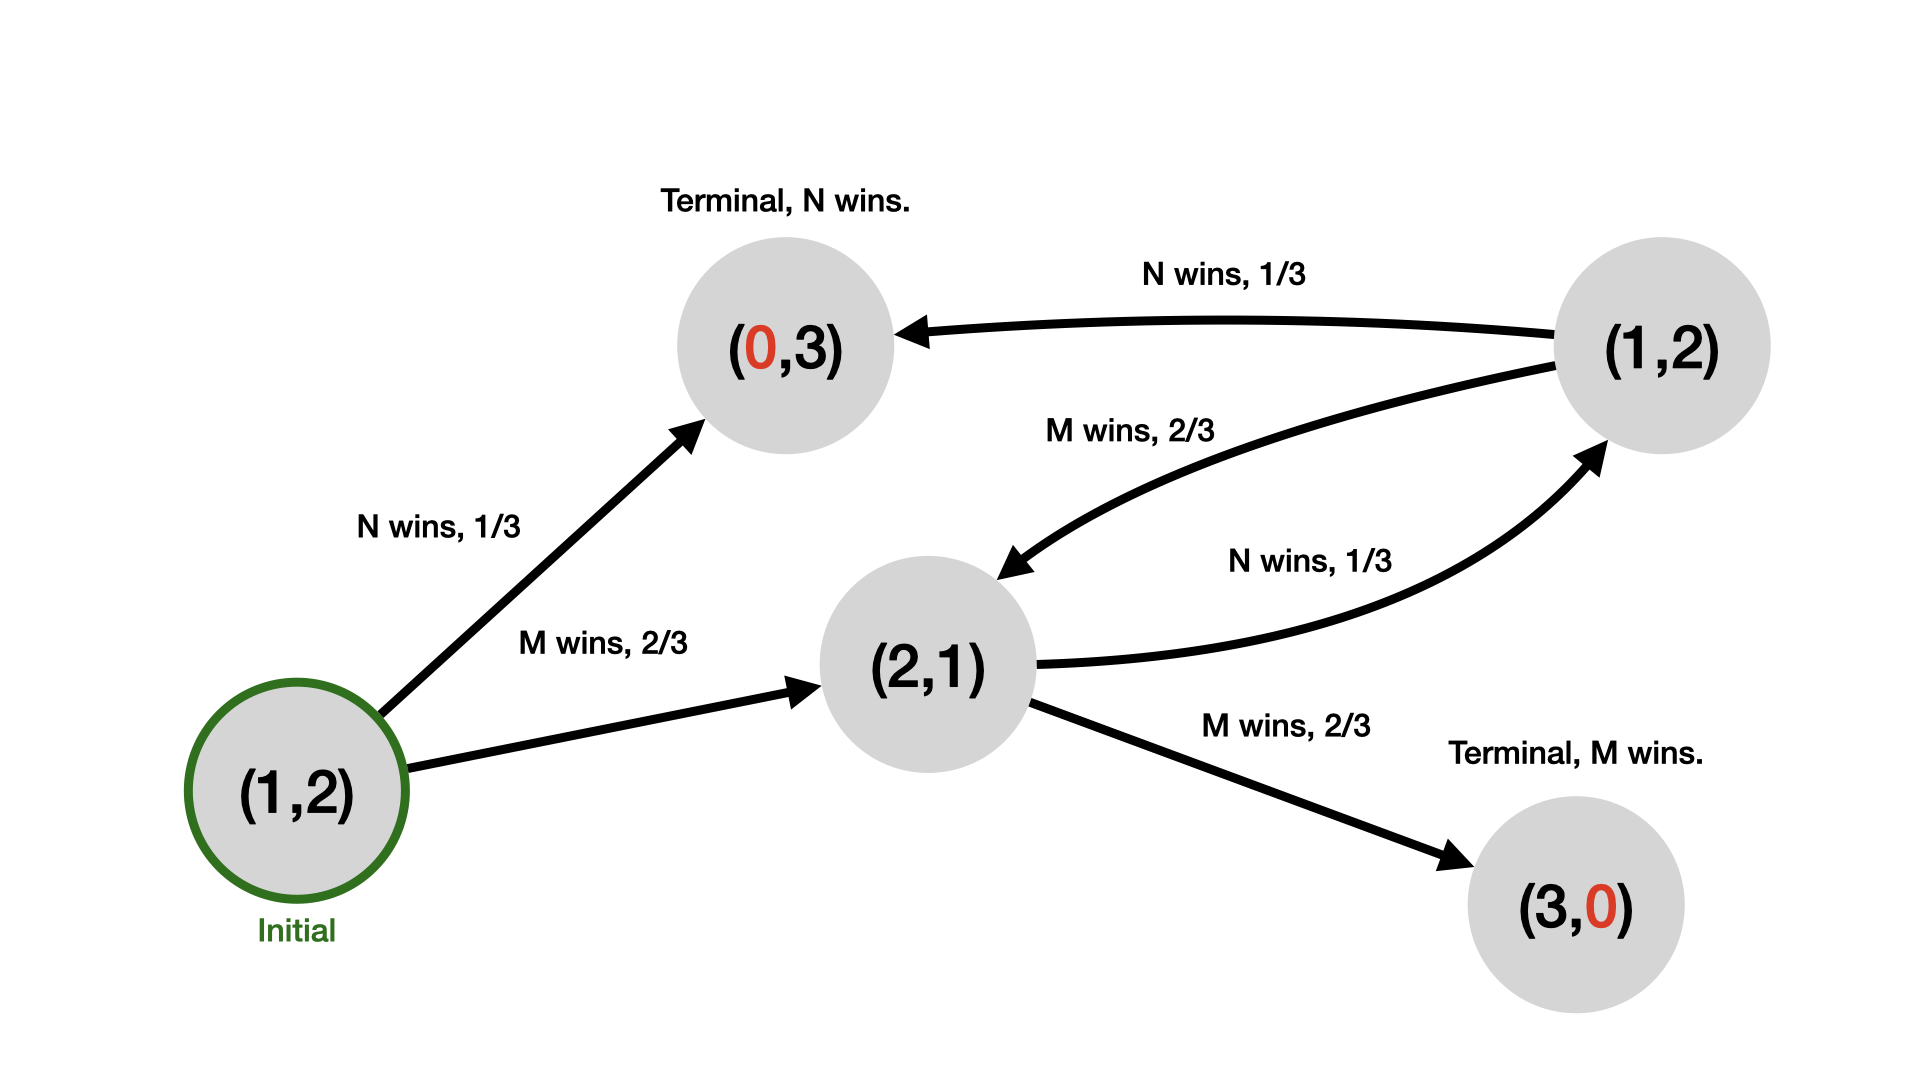 Terminal, N wins.
N wins, 1/3
(0,3)
(1,2)
M wins, 2/3
N wins, 1/3
N wins, 1/3
M wins, 2/3
(2,1)
M wins, 2/3
Terminal, M wins.
(1,2)
(3,0)
Initial